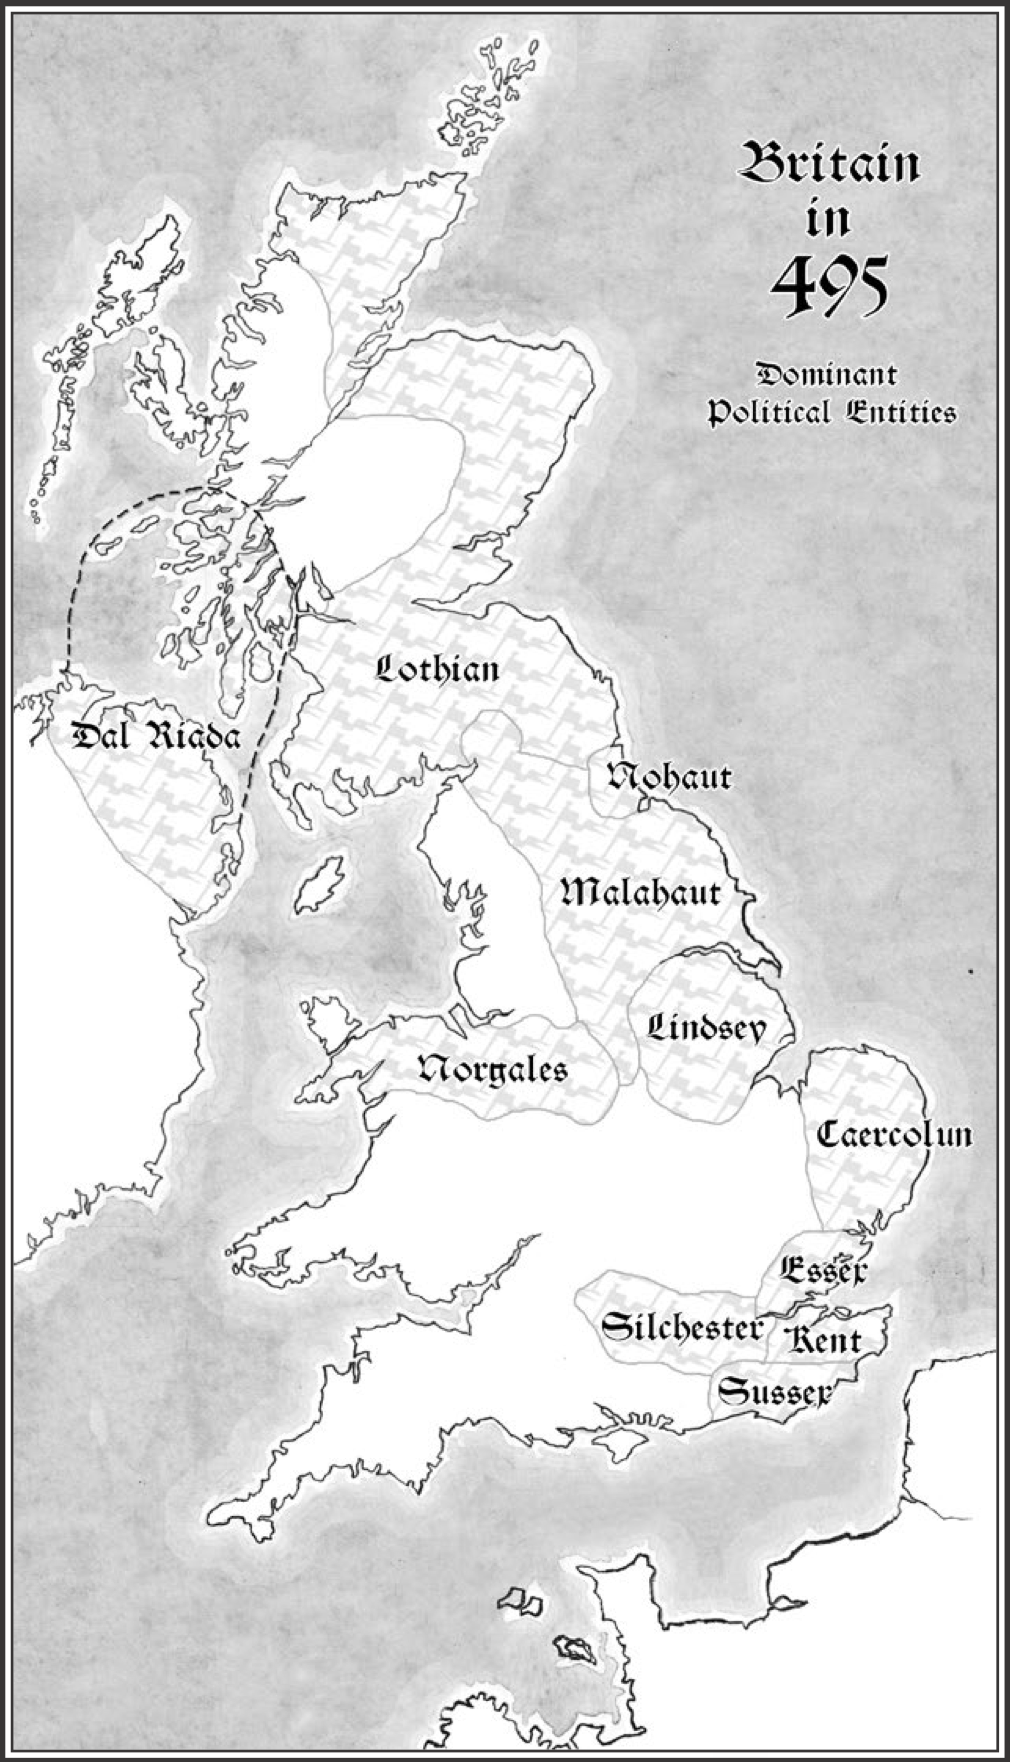 Britain
in
495
Dominant
Political Entities
Lothian
Dal Riada
Nohaut
Malahaut
Lindsey
Norgales
Caercolun
Essex
Silchester
Kent
Sussex